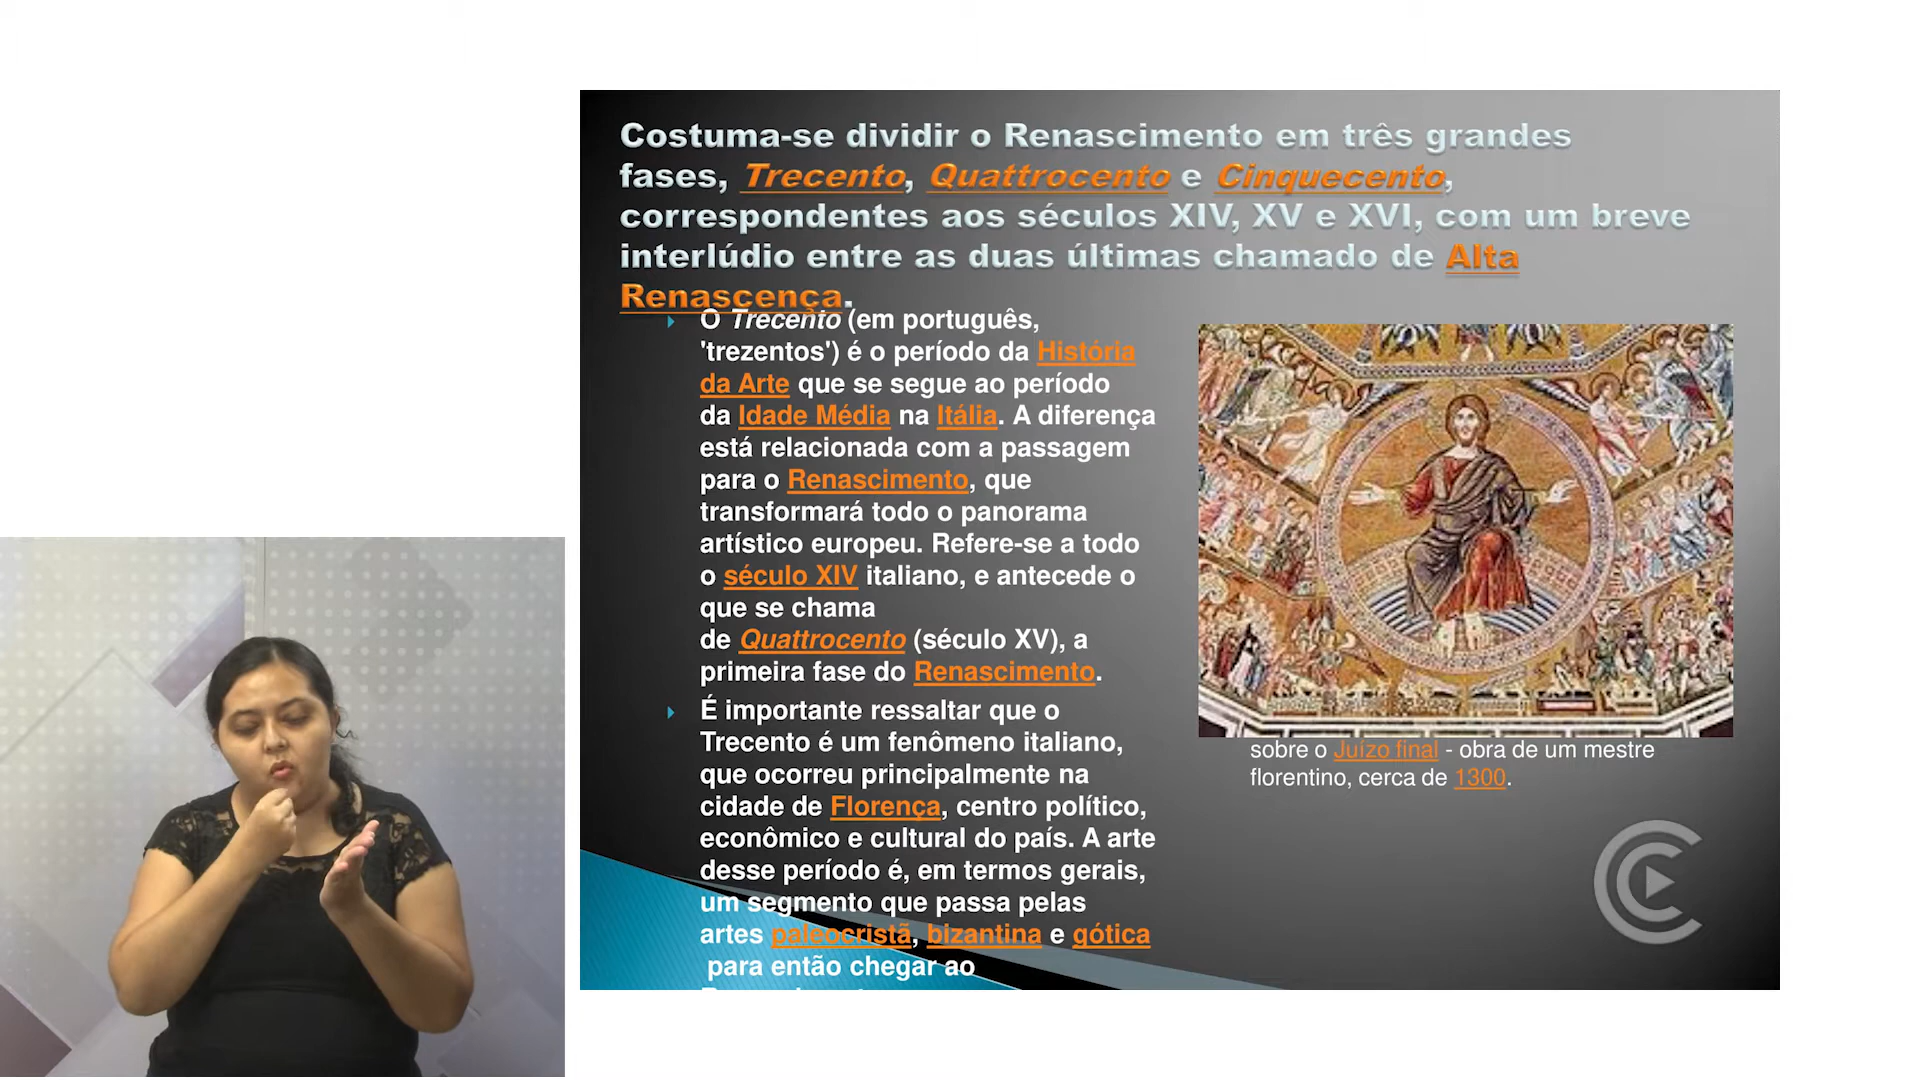 Costuma-se dividir o Renascimento em três grandes
fases, Trecento, Quattrocento e Cinquecento,
correspondentes aos séculos XIV, XV e XVI, com um breve
interlúdio entre as duas últimas chamado de Alta
Renascença.
O Trecento (em português,
'trezentos') é o período da História
da Arte que se segue ao período
da Idade Média na Itália. A diferença
está relacionada com a passagem
para o Renascimento, que
transformará todo o panorama
artístico europeu. Refere-se a todo
o século XIV italiano, e antecede o
que se chama
de Quattrocento (século XV), a
primeira fase do Renascimento.
É importante ressaltar que o
Trecento é um fenômeno italiano,
que ocorreu principalmente na
cidade de Florença, centro político,
econômico e cultural do país. A arte
desse período é, em termos gerais,
um segmento que passa pelas
artes paleocristã, bizantina e gótica
para então chegar ao
sobre o Juízo final - obra de um mestre
florentino, cerca de 1300.